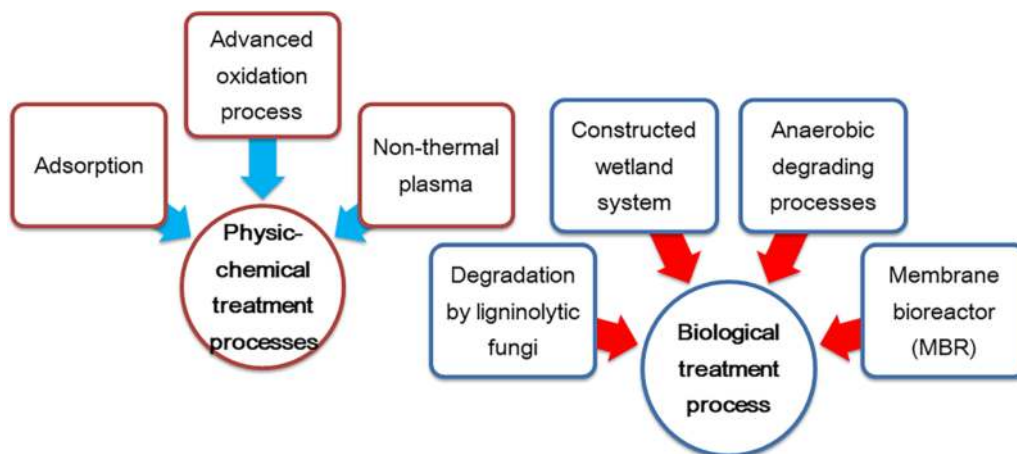 Advanced
oxidation
process
Adsorption
Non-thermal
plasma
Physic-
chemical
treatment
processes
Constructed
wetland
system
Anaerobic
degrading
processes
Degradation
by ligninolytic
fungi
Membrane
bioreactor
(MBR)
Biological
treatment
process